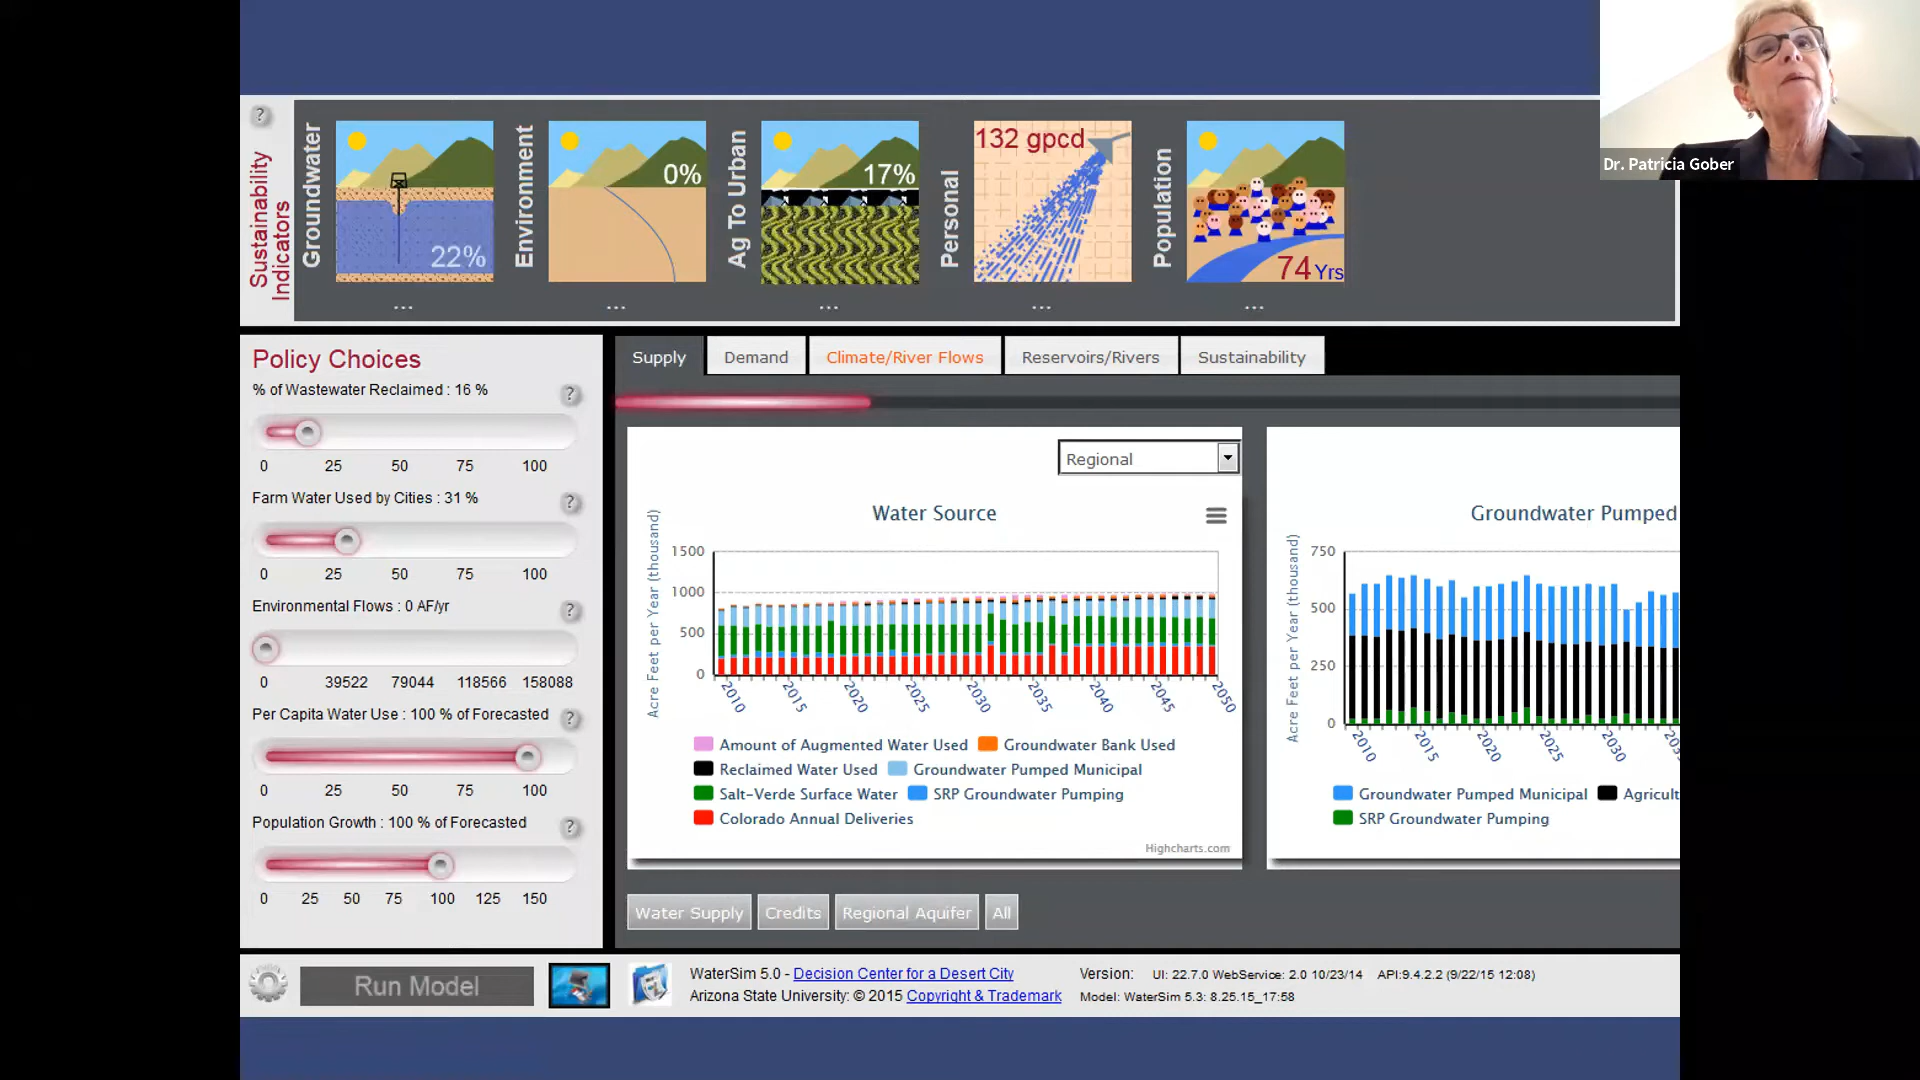 Dr. Patricia Gober
?
Sustainability
Indicators
Groundwater
22%
...
Environment
0%
...
Ag To Urban
17%
...
Personal
132 gpcd
...
Population
74 Yrs
...
Policy Choices
% of Wastewater Reclaimed : 16 %
?
0 25 50 75 100
Farm Water Used by Cities : 31 %
?
0 25 50 75 100
Environmental Flows : 0 AF/yr
?
0 39522 79044 118566 158088
Per Capita Water Use : 100 % of Forecasted
?
0 25 50 75 100
Population Growth : 100 % of Forecasted
?
0 25 50 75 100 125 150
Supply Demand Climate/River Flows Reservoirs/Rivers Sustainability
Regional
Water Source
Acre Feet per Year (thousand)
1500
1000
500
0
2010 2015 2020 2025 2030 2035 2040 2045 2050
Amount of Augmented Water Used Groundwater Bank Used
Reclaimed Water Used Groundwater Pumped Municipal
Salt-Verde Surface Water SRP Groundwater Pumping
Colorado Annual Deliveries
Highcharts.com
Groundwater Pumped
Acre Feet per Year (thousand)
750
500
250
0
2010 2015 2020 2025 2030
Groundwater Pumped Municipal Agricult
SRP Groundwater Pumping
Water Supply Credits Regional Aquifer All
Run Model
WaterSim 5.0 - Decision Center for a Desert City
Arizona State University: © 2015 Copyright & Trademark
Version: UI: 22.7.0 WebService: 2.0 10/23/14 API:9.4.2.2 (9/22/15 12:08)
Model: WaterSim 5.3: 8.25.15_17:58